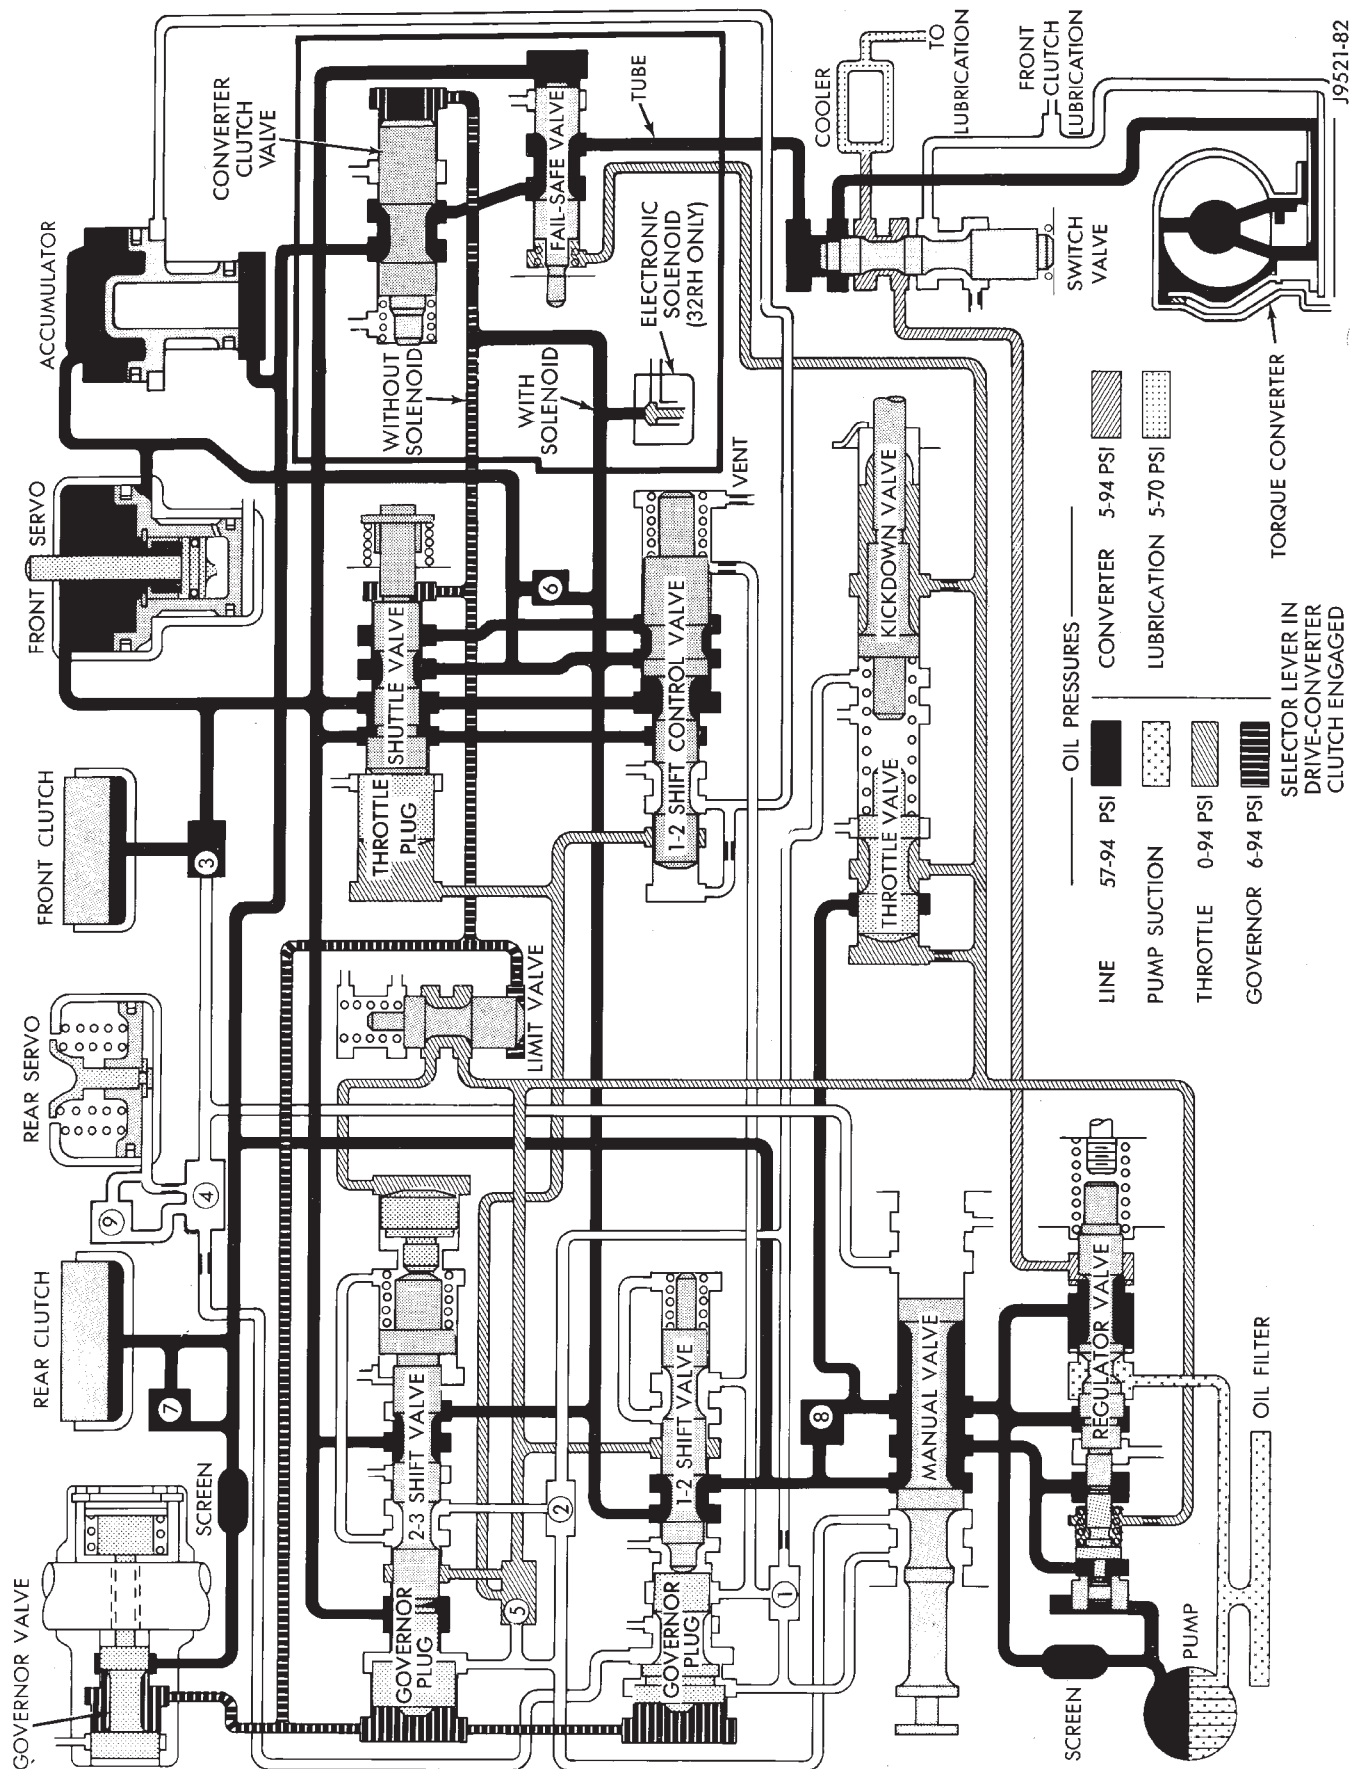 GOVERNOR VALVE
SCREEN
REAR CLUTCH
7
9
4
REAR SERVO
FRONT CLUTCH
3
FRONT SERVO
ACCUMULATOR
CONVERTER
CLUTCH
VALVE
GOVERNOR
PLUG
2-3 SHIFT VALVE
LIMIT VALVE
THROTTLE
PLUG
SHUTTLE VALVE
WITHOUT
SOLENOID
WITH
SOLENOID
FAIL-SAFE VALVE
TUBE
ELECTRONIC
SOLENOID
(32RH ONLY)
5
2
6
GOVERNOR
PLUG
1-2 SHIFT VALVE
1-2 SHIFT CONTROL VALVE
VENT
1
8
COOLER
TO
LUBRICATION
FRONT
CLUTCH
LUBRICATION
MANUAL VALVE
THROTTLE VALVE
KICKDOWN VALVE
SWITCH
VALVE
SCREEN
PUMP
REGULATOR VALVE
OIL FILTER
OIL PRESSURES
LINE 57-94 PSI
PUMP SUCTION
THROTTLE 0-94 PSI
GOVERNOR 6-94 PSI
CONVERTER 5-94 PSI
LUBRICATION 5-70 PSI
SELECTOR LEVER IN
DRIVE-CONVERTER
CLUTCH ENGAGED
TORQUE CONVERTER
J9521-82